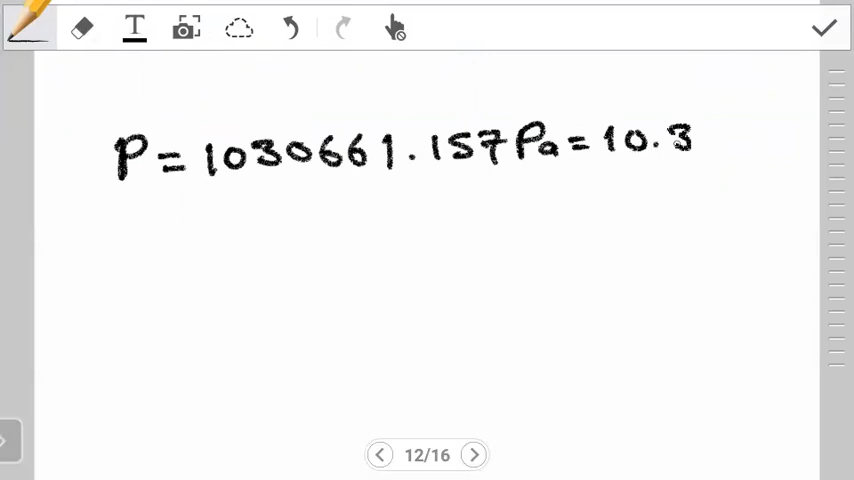 T
P = 1030661.157 Pa = 10.3
12/16